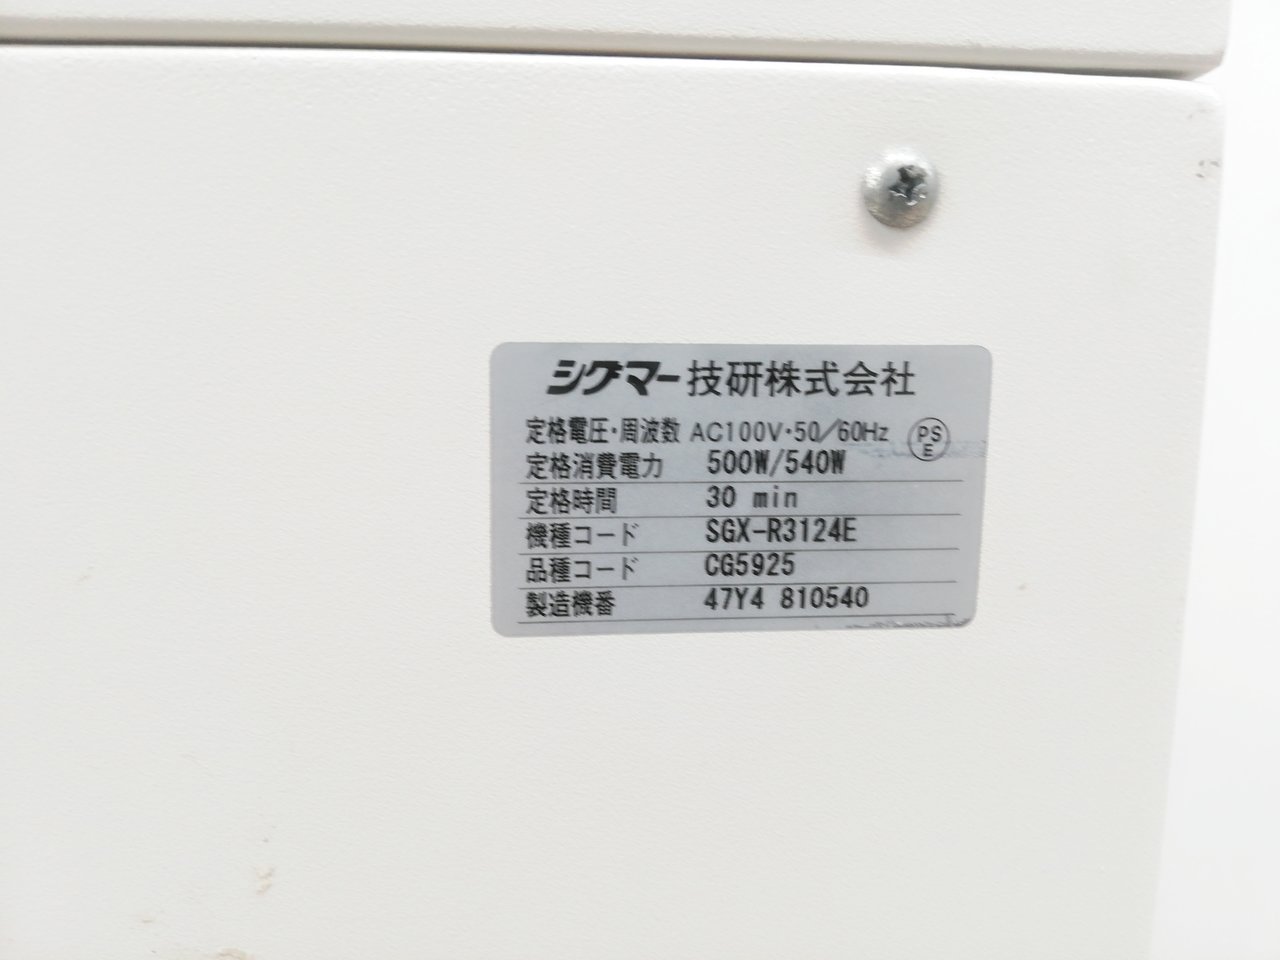 シグマー技研株式会社
定格電圧・周波数 AC100V・50/60Hz PSE
定格消費電力 500W/540W
定格時間 30 min
機種コード SGX-R3124E
品種コード CG5925
製造機番 47Y4 810540